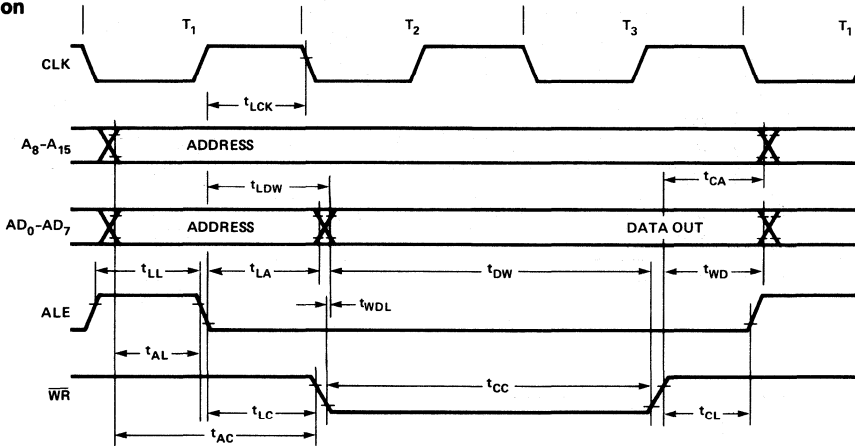 on
T1 T2 T3 T1
CLK
tLCK
A8–A15 ADDRESS
tLDW tCA
AD0–AD7 ADDRESS DATA OUT
tLL tLA tDW tWD
ALE tWDL
tAL
WR tCC
tLC tCL
tAC